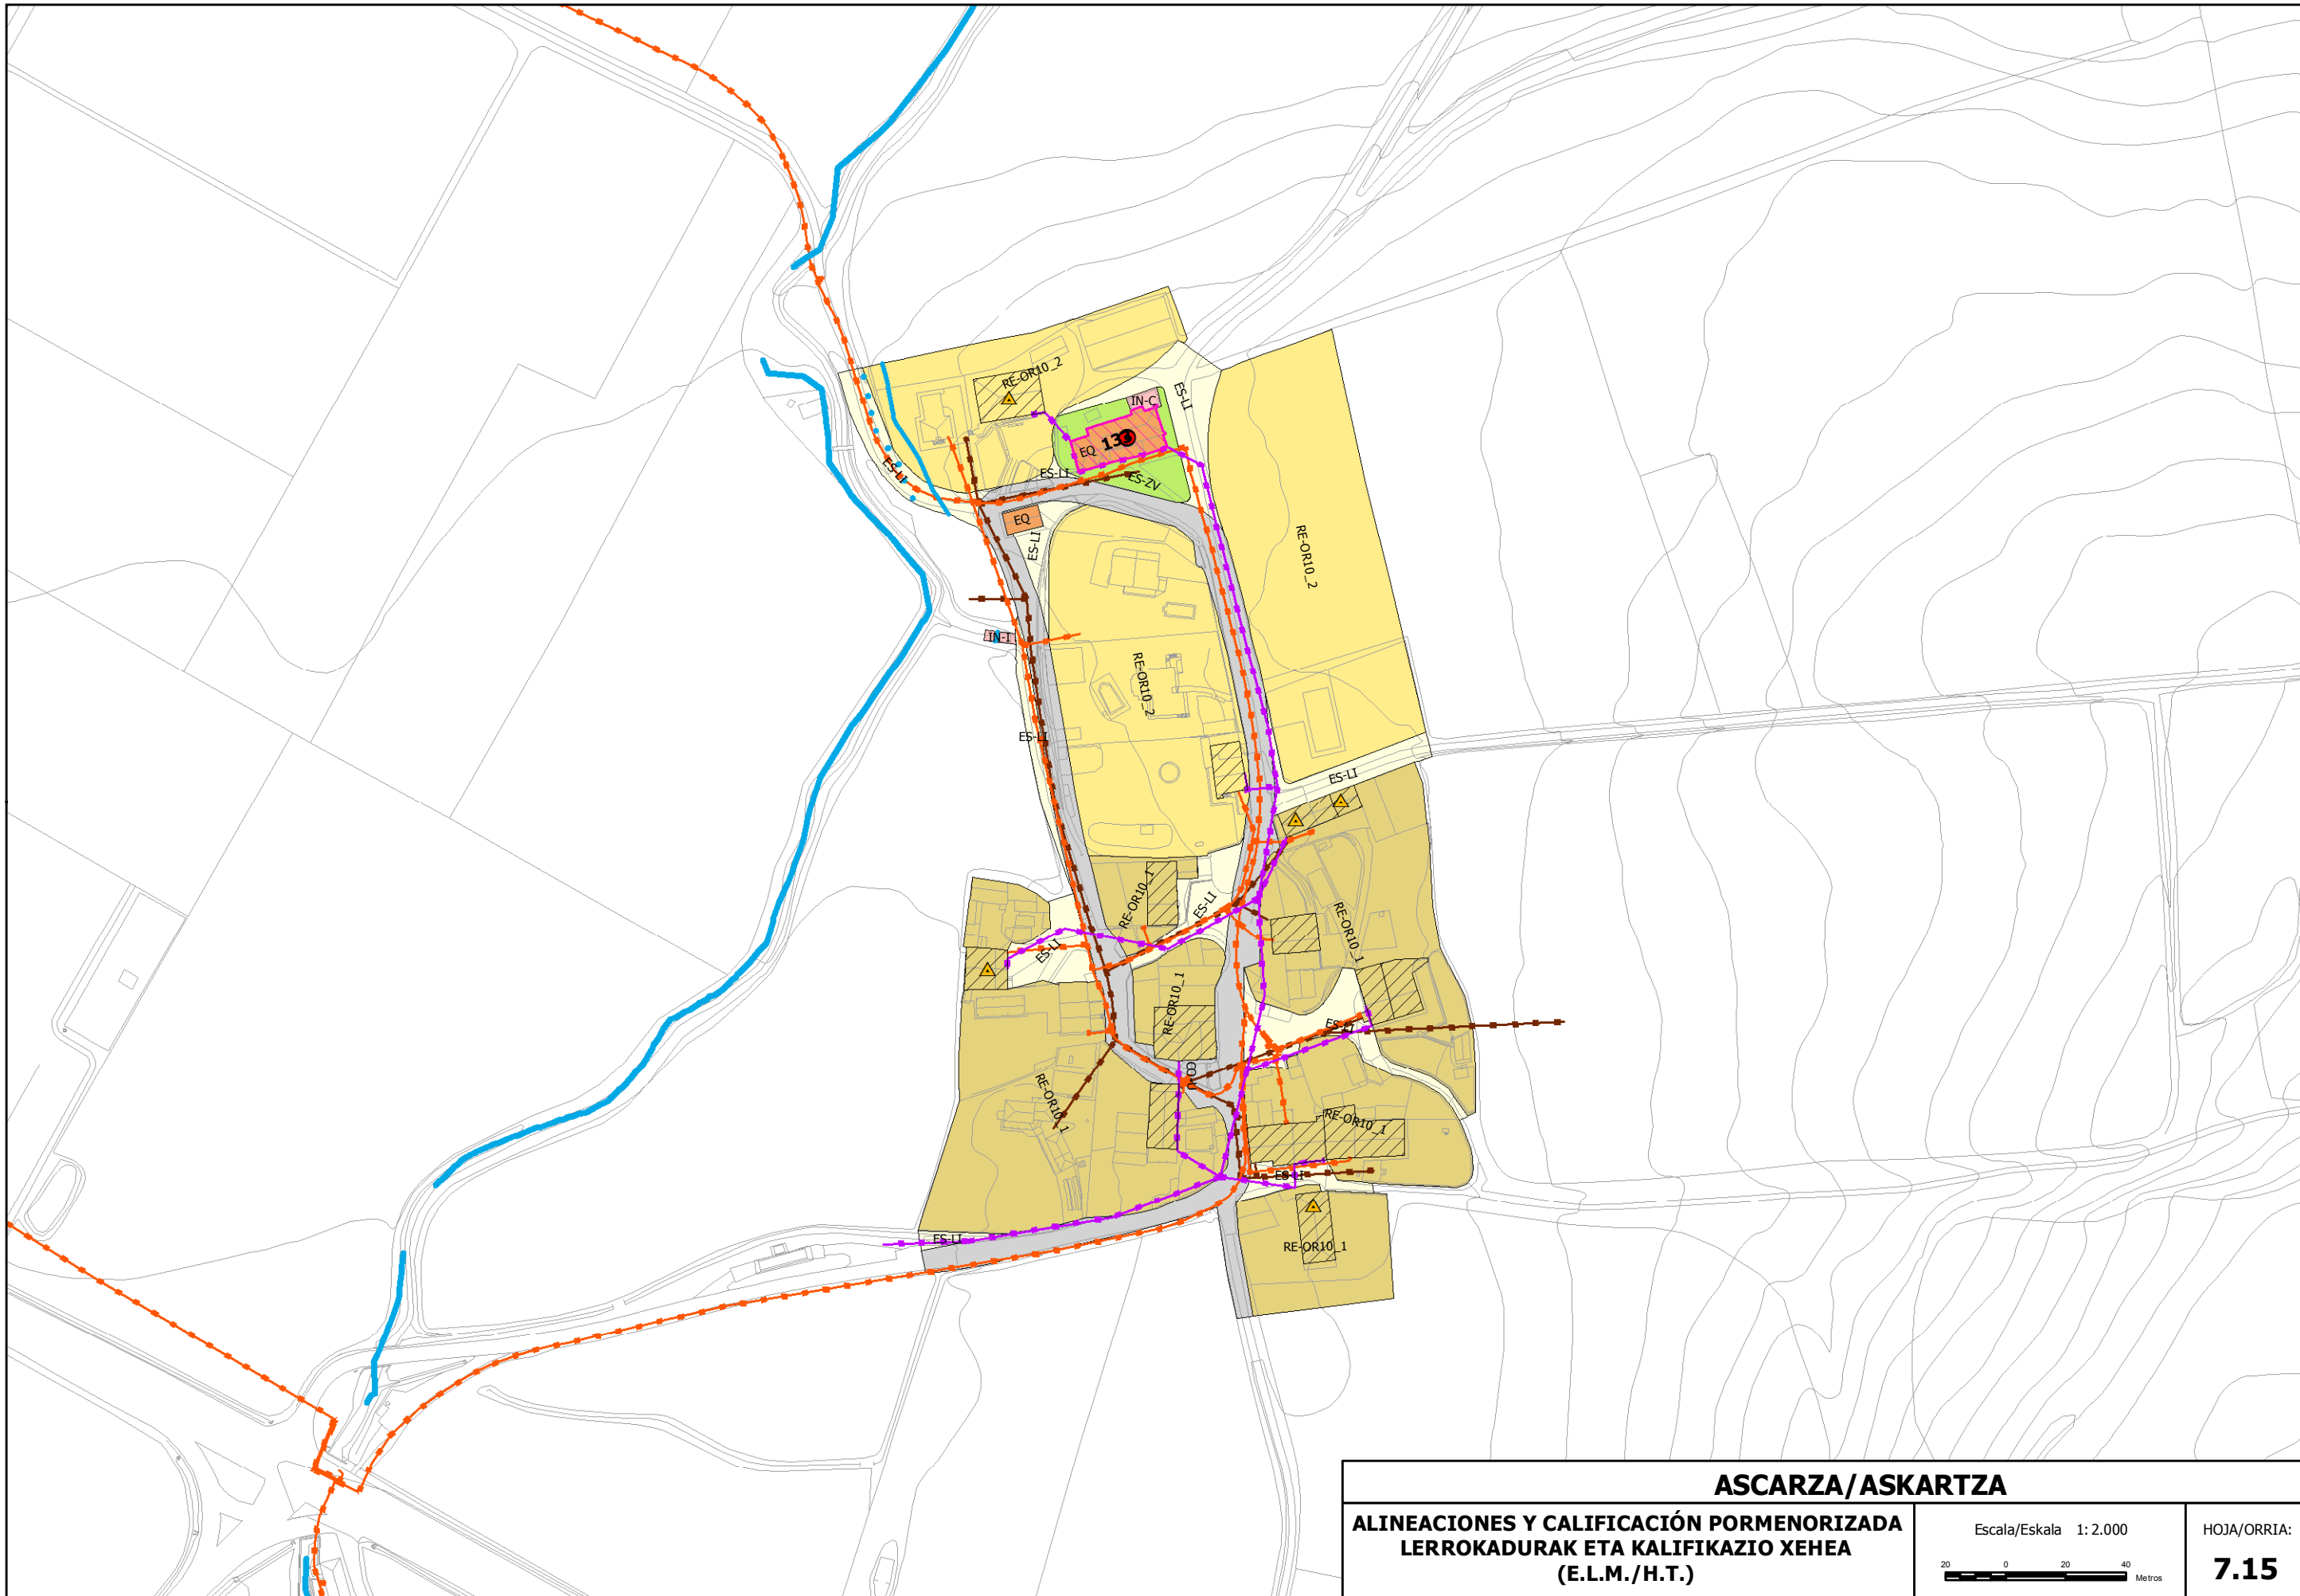 RE-OR10_2
IN-C
ES-LI
EQ
ES-LI
ES-LI
ES-ZV
EQ
ES-LI
RE-OR10_2
IN-I
RE-OR10_2
ES-LI
ES-LI
RE-OR10_1
ES-LI
RE-OR10_1
ES-LI
RE-OR10_1
ES-LI
RE-OR10_1
RE-OR10_1
ES-LI
ES-LI
RE-OR10_1
ASCARZA/ASKARTZA
ALINEACIONES Y CALIFICACIÓN PORMENORIZADA
LERROKADURAK ETA KALIFIKAZIO XEHEA
(E.L.M./H.T.)
Escala/Eskala 1:2.000
20 0 20 40
Metros
HOJA/ORRIA:
7.15